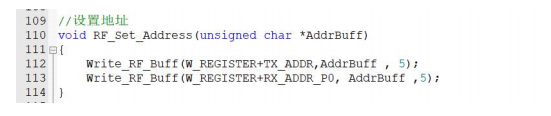 109 //设置地址
110 void RF_Set_Address(unsigned char *AddrBuff)
111 {
112 Write_RF_Buff(W_REGISTER+TX_ADDR,AddrBuff , 5);
113 Write_RF_Buff(W_REGISTER+RX_ADDR_P0, AddrBuff ,5);
114 }